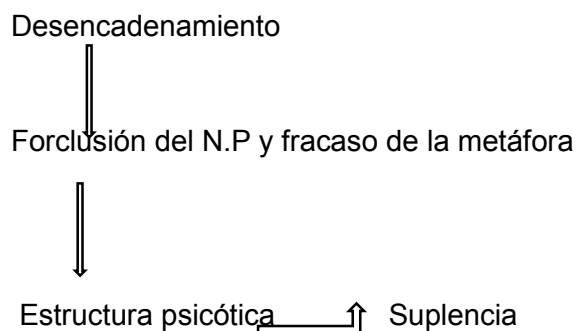 Desencadenamiento
Forclusión del N.P y fracaso de la metáfora
Estructura psicótica Suplencia